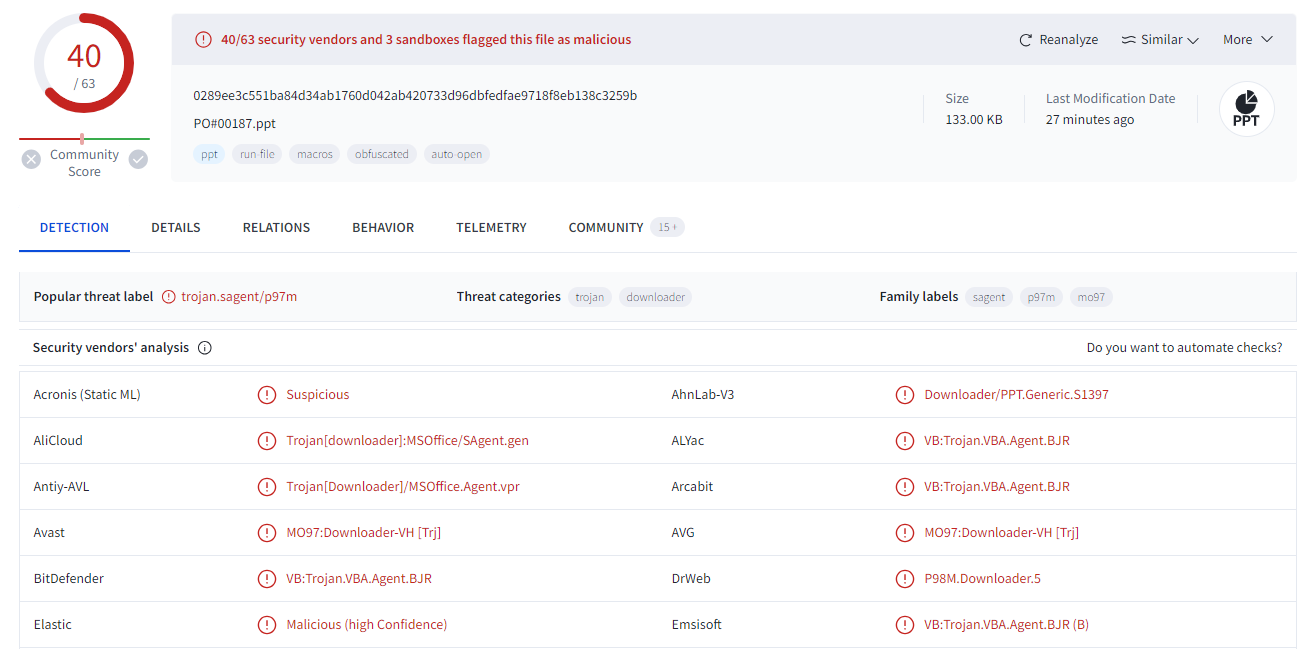 40
/ 63
Community
Score
40/63 security vendors and 3 sandboxes flagged this file as malicious
Reanalyze
Similar
More
0289ee3c551ba84d34ab1760d042ab420733d96dbfedfae9718f8eb138c3259b
PO#00187.ppt
ppt run-file macros obfuscated auto-open
Size
133.00 KB
Last Modification Date
27 minutes ago
PPT
DETECTION DETAILS RELATIONS BEHAVIOR TELEMETRY COMMUNITY 15 +
Popular threat label trojan.sagent/p97m Threat categories trojan downloader Family labels sagent p97m mo97
Security vendors' analysis Do you want to automate checks?
Acronis (Static ML) Suspicious AhnLab-V3 Downloader/PPT.Generic.S1397
AliCloud Trojan[downloader]:MSOffice/SAgent.gen ALYac VB:Trojan.VBA.Agent.BJR
Antiy-AVL Trojan[Downloader]/MSOffice.Agent.vpr Arcabit VB:Trojan.VBA.Agent.BJR
Avast MO97:Downloader-VH [Trj] AVG MO97:Downloader-VH [Trj]
BitDefender VB:Trojan.VBA.Agent.BJR DrWeb P98M.Downloader.5
Elastic Malicious (high Confidence) Emsisoft VB:Trojan.VBA.Agent.BJR (B)